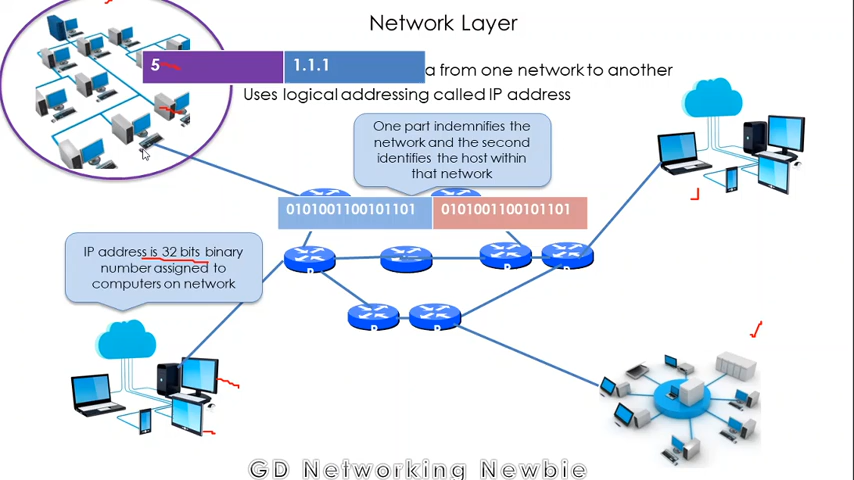 Network Layer
5
1.1.1
a from one network to another
Uses logical addressing called IP address
One part indemnifies the
network and the second
identifies the host within
that network
0101001100101101
0101001100101101
IP address is 32 bits binary
number assigned to
computers on network
R
R
R
R
R
GD Networking Newbie